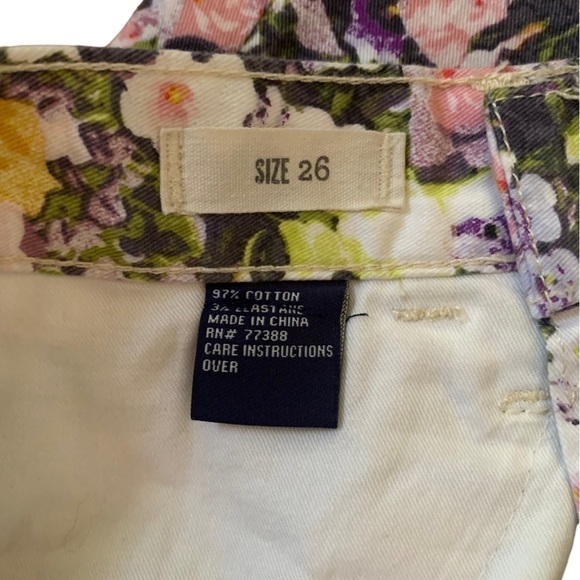 SIZE 26
97% COTTON
3% ELASTANE
MADE IN CHINA
RN# 77388
CARE INSTRUCTIONS
OVER